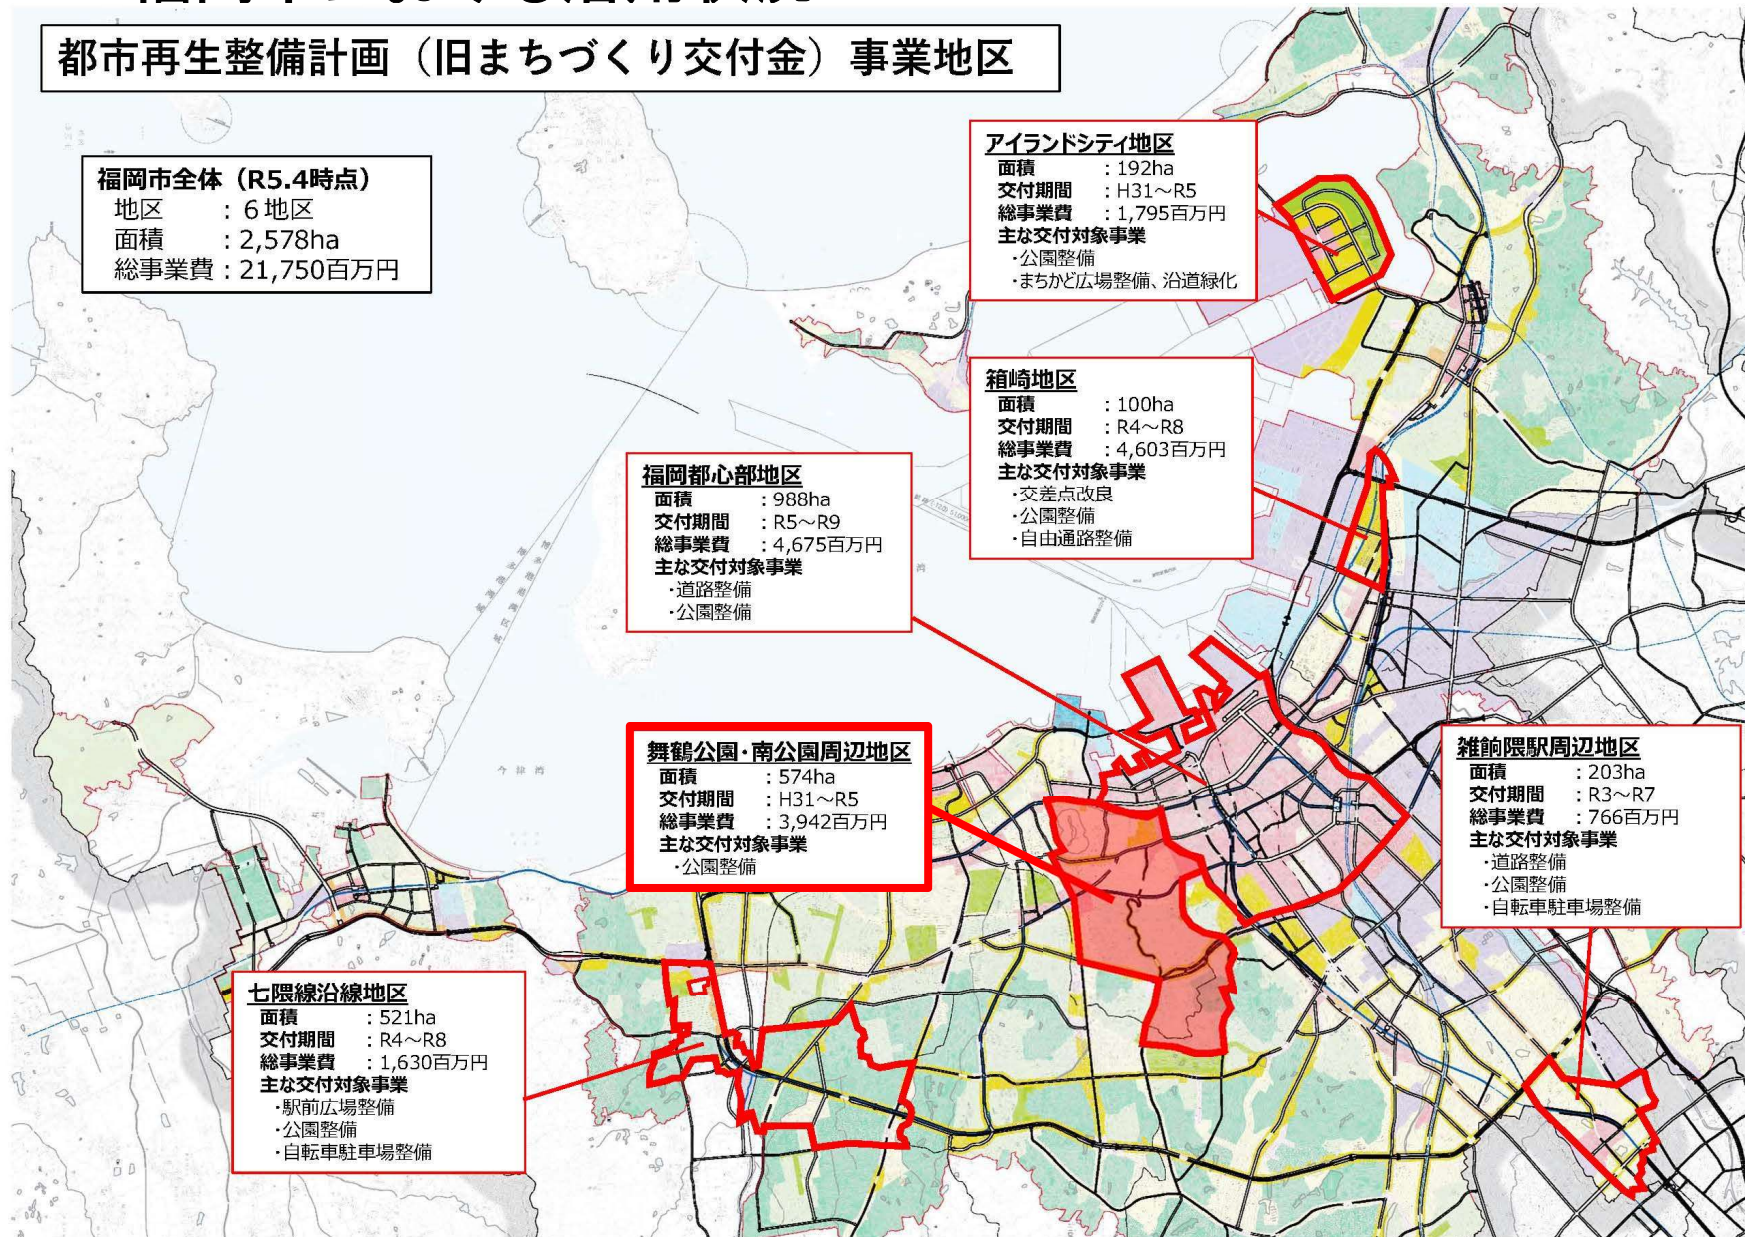 都市再生整備計画（旧まちづくり交付金）事業地区
福岡市全体（R5.4時点）
地区　：６地区
面積　：2,578ha
総事業費：21,750百万円
アイランドシティ地区
面積　：192ha
交付期間　：H31～R5
総事業費　：1,795百万円
主な交付対象事業
・公園整備
・まちかど広場整備、沿道緑化
箱崎地区
面積　：100ha
交付期間　：R4～R8
総事業費　：4,603百万円
主な交付対象事業
・交差点改良
・公園整備
・自由通路整備
福岡都心部地区
面積　：988ha
交付期間　：R5～R9
総事業費　：4,675百万円
主な交付対象事業
・道路整備
・公園整備
舞鶴公園・南公園周辺地区
面積　：574ha
交付期間　：H31～R5
総事業費　：3,942百万円
主な交付対象事業
・公園整備
雑餉隈駅周辺地区
面積　：203ha
交付期間　：R3～R7
総事業費　：766百万円
主な交付対象事業
・道路整備
・公園整備
・自転車駐車場整備
七隈線沿線地区
面積　：521ha
交付期間　：R4～R8
総事業費　：1,630百万円
主な交付対象事業
・駅前広場整備
・公園整備
・自転車駐車場整備
今津湾